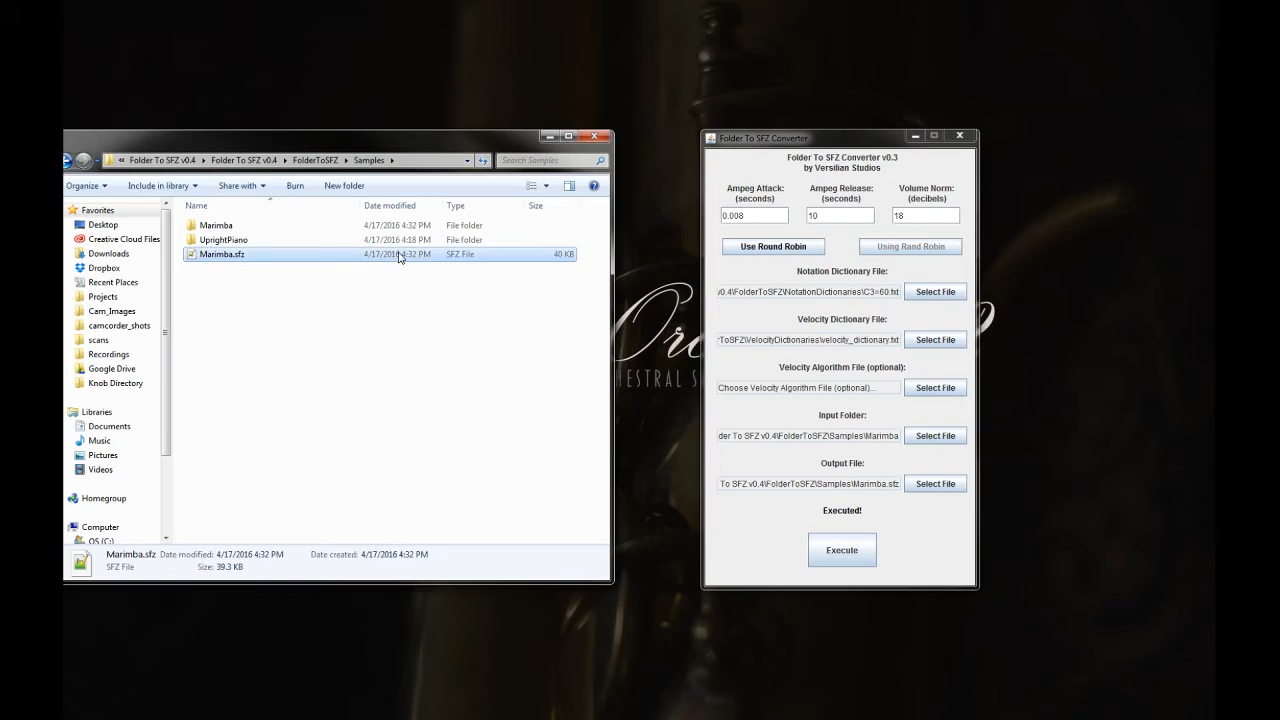 Folder To SFZ v0.4
Folder To SFZ v0.4
FolderToSFZ
Samples
Search Samples
Organize
Include in library
Share with
Burn
New folder
Name
Date modified
Type
Size
Favorites
Desktop
Creative Cloud Files
Downloads
Dropbox
Recent Places
Projects
Cam_Images
camcorder_shots
scans
Recordings
Google Drive
Knob Directory
Libraries
Documents
Music
Pictures
Videos
Homegroup
Computer
OS (C:)
Marimba 4/17/2016 4:32 PM File folder
UprightPiano 4/17/2016 4:18 PM File folder
Marimba.sfz 4/17/2016 4:32 PM SFZ File 40 KB
Marimba.sfz Date modified: 4/17/2016 4:32 PM Date created: 4/17/2016 4:32 PM
SFZ File Size: 39.3 KB
Folder To SFZ Converter
Folder To SFZ Converter v0.3
by Versilian Studios
Ampeg Attack: Ampeg Release: Volume Norm:
(seconds) (seconds) (decibels)
0.008 10 18
Use Round Robin Using Rand Robin
Notation Dictionary File:
v0.4\FolderToSFZ\NotationDictionaries\C3=60.txt Select File
Velocity Dictionary File:
rToSFZ\VelocityDictionaries\velocity_dictionary.txt Select File
Velocity Algorithm File (optional):
Choose Velocity Algorithm File (optional)... Select File
Input Folder:
der To SFZ v0.4\FolderToSFZ\Samples\Marimba Select File
Output File:
To SFZ v0.4\FolderToSFZ\Samples\Marimba.sfz Select File
Executed!
Execute